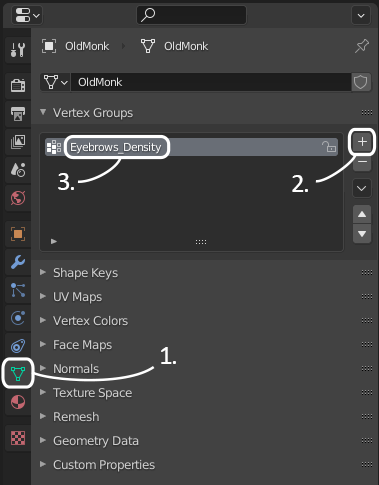 OldMonk OldMonk
OldMonk
Vertex Groups
Eyebrows_Density
3.
2.
Shape Keys
UV Maps
Vertex Colors
Face Maps
1.
Normals
Texture Space
Remesh
Geometry Data
Custom Properties